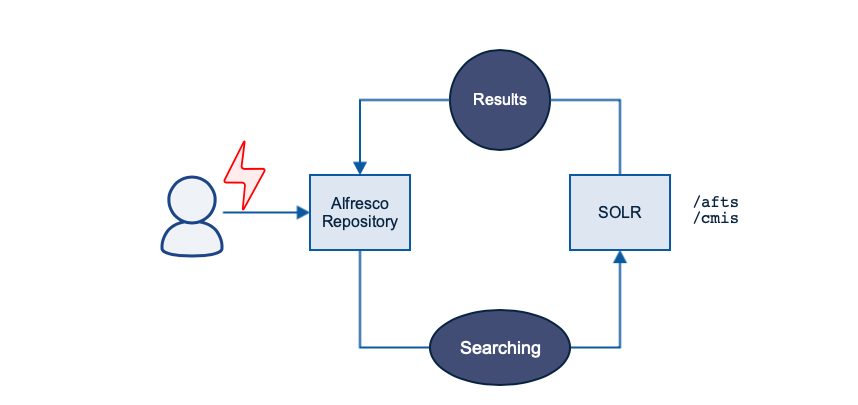 Results
Alfresco
Repository
SOLR
/afts
/cmis
Searching